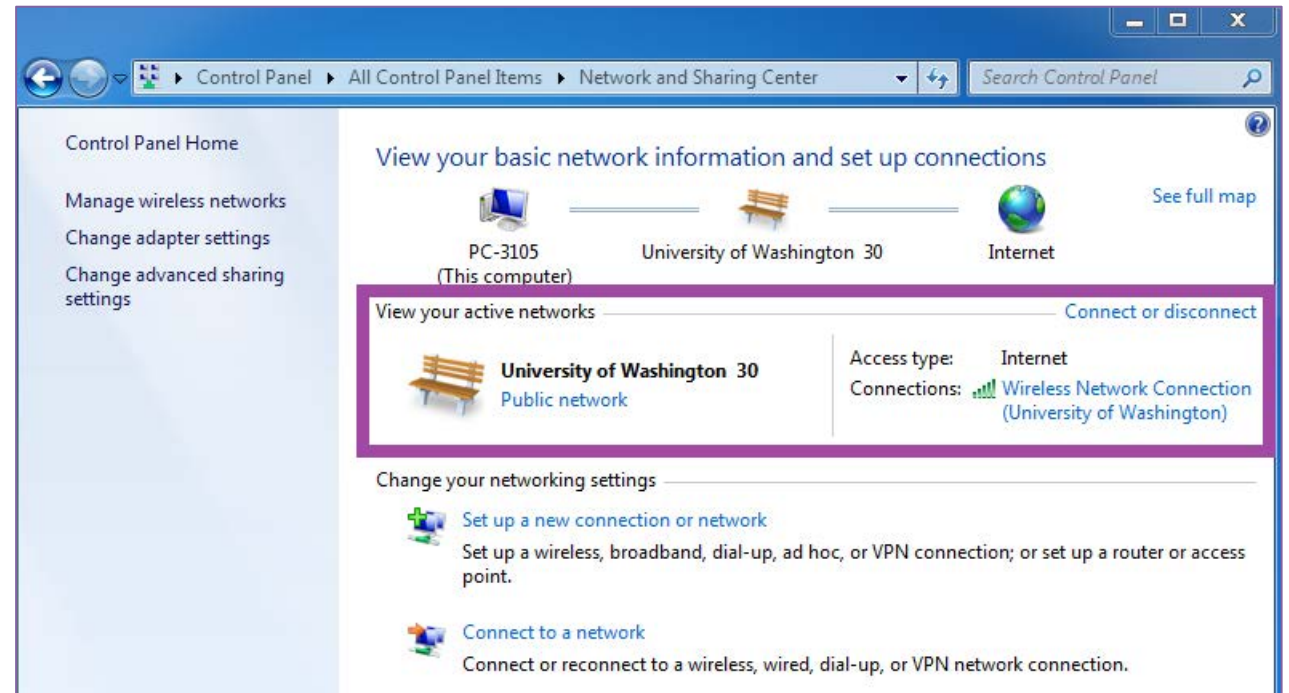 Control Panel All Control Panel Items Network and Sharing Center Search Control Panel
Control Panel Home
Manage wireless networks
Change adapter settings
Change advanced sharing
settings
View your basic network information and set up connections
See full map
PC-3105
(This computer)
University of Washington 30
Internet
View your active networks
Connect or disconnect
University of Washington 30
Public network
Access type: Internet
Connections: Wireless Network Connection
(University of Washington)
Change your networking settings
Set up a new connection or network
Set up a wireless, broadband, dial-up, ad hoc, or VPN connection; or set up a router or access
point.
Connect to a network
Connect or reconnect to a wireless, wired, dial-up, or VPN network connection.